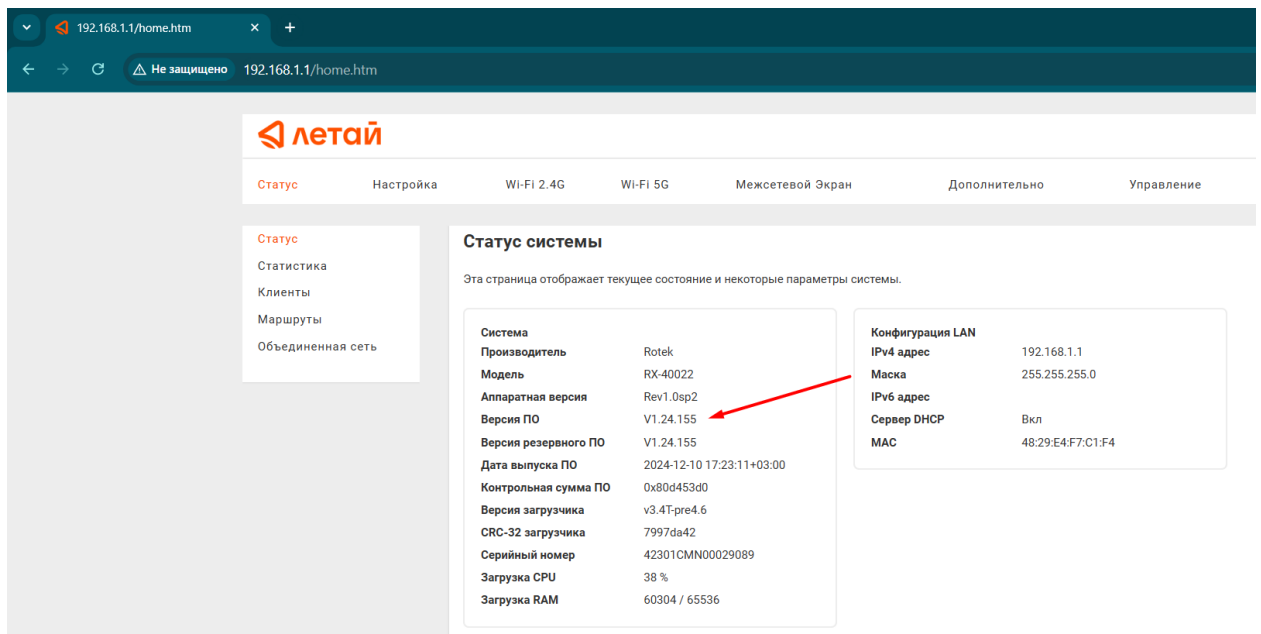 192.168.1.1/home.htm
Не защищено 192.168.1.1/home.htm
летай
Статус Настройка Wi-Fi 2.4G Wi-Fi 5G Межсетевой Экран Дополнительно Управление
Статус
Статистика
Клиенты
Маршруты
Объединенная сеть
Статус системы
Эта страница отображает текущее состояние и некоторые параметры системы.
Система
Производитель Rotek
Модель RX-40022
Аппаратная версия Rev1.0sp2
Версия ПО V1.24.155
Версия резервного ПО V1.24.155
Дата выпуска ПО 2024-12-10 17:23:11+03:00
Контрольная сумма ПО 0x80d453d0
Версия загрузчика v3.4T-pre4.6
CRC-32 загрузчика 7997da42
Серийный номер 42301CMN00029089
Загрузка CPU 38 %
Загрузка RAM 60304 / 65536
Конфигурация LAN
IPv4 адрес 192.168.1.1
Маска 255.255.255.0
IPv6 адрес
Сервер DHCP Вкл
MAC 48:29:E4:F7:C1:F4